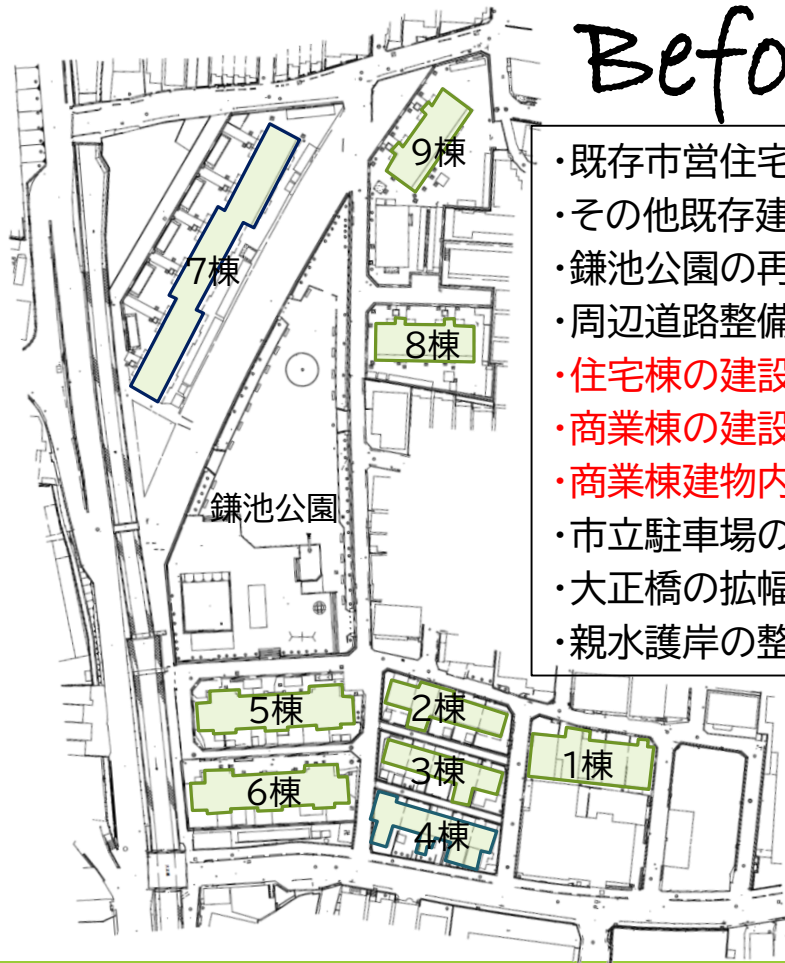 Befo
・既存市営住宅
・その他既存建
・鎌池公園の再
・周辺道路整備
・住宅棟の建設
・商業棟の建設
・商業棟建物内
・市立駐車場の
・大正橋の拡幅
・親水護岸の整
9棟
7棟
8棟
鎌池公園
5棟
2棟
3棟
1棟
6棟
4棟